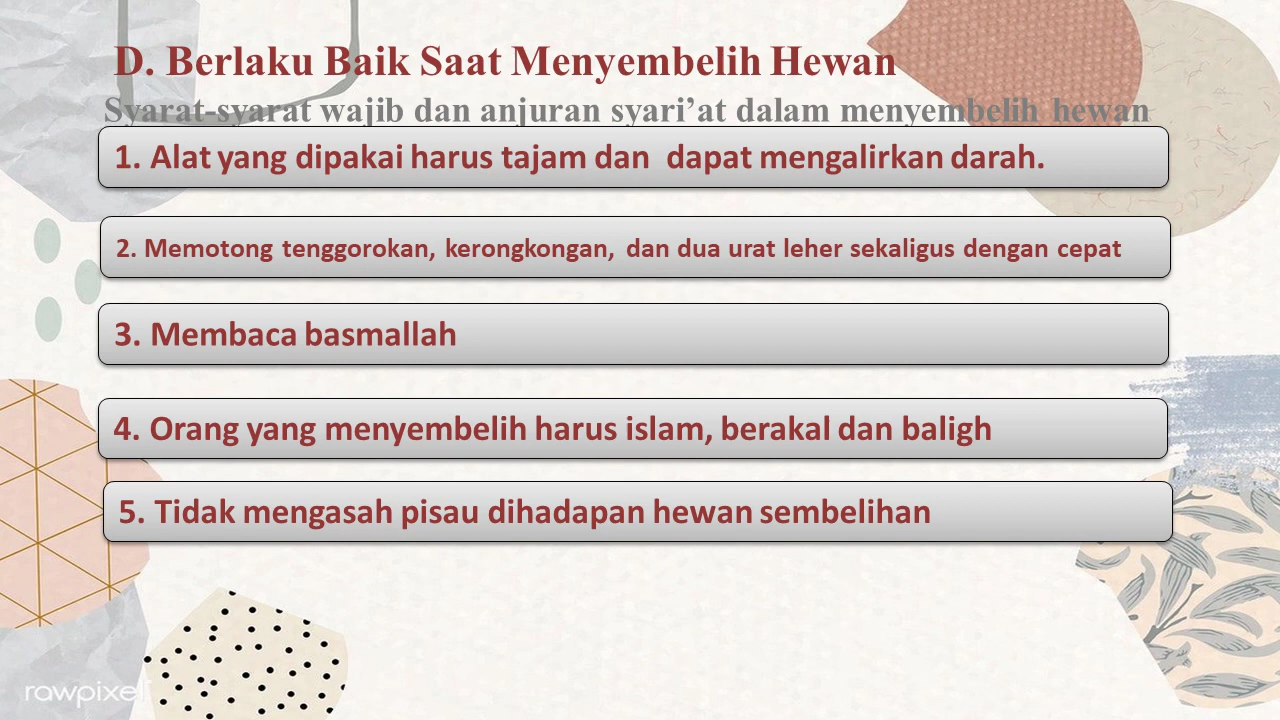 D. Berlaku Baik Saat Menyembelih Hewan
Syarat-syarat wajib dan anjuran syari’at dalam menyembelih hewan
1. Alat yang dipakai harus tajam dan dapat mengalirkan darah.
2. Memotong tenggorokan, kerongkongan, dan dua urat leher sekaligus dengan cepat
3. Membaca basmallah
4. Orang yang menyembelih harus islam, berakal dan baligh
5. Tidak mengasah pisau dihadapan hewan sembelihan
rawpixel